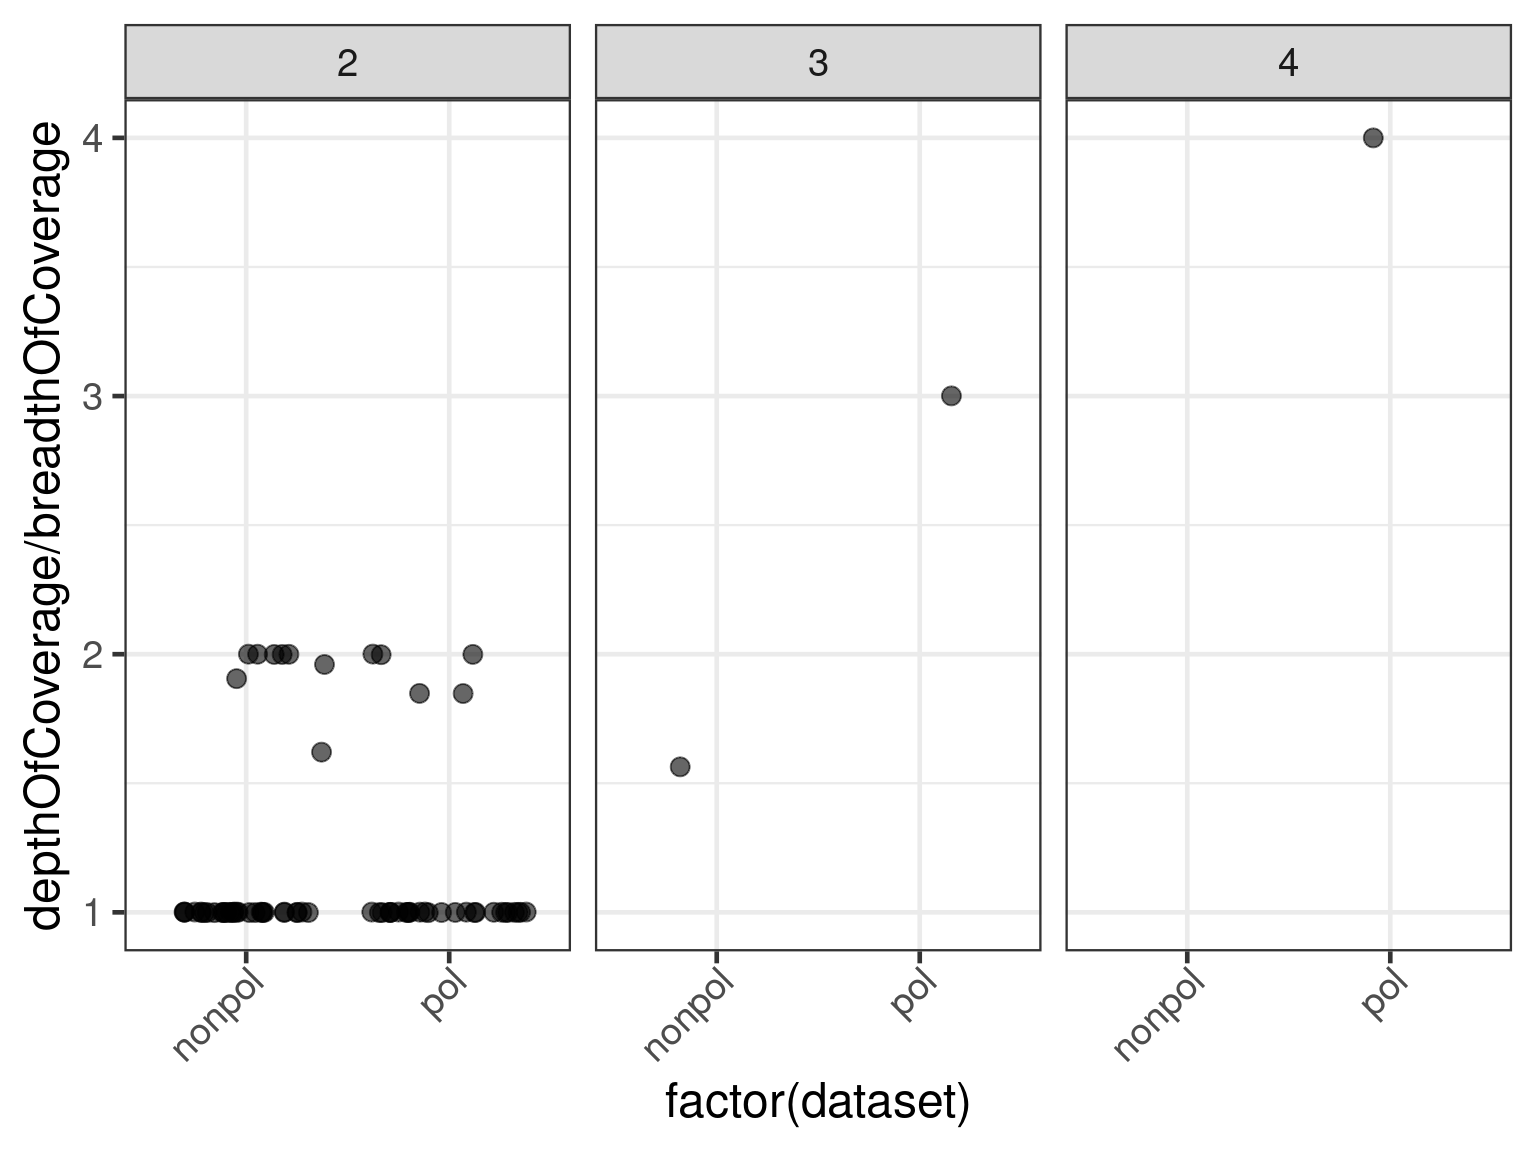 2 3 4
depthOfCoverage/breadthOfCoverage
4
3
2
1
nonpol pol nonpol pol nonpol pol
factor(dataset)